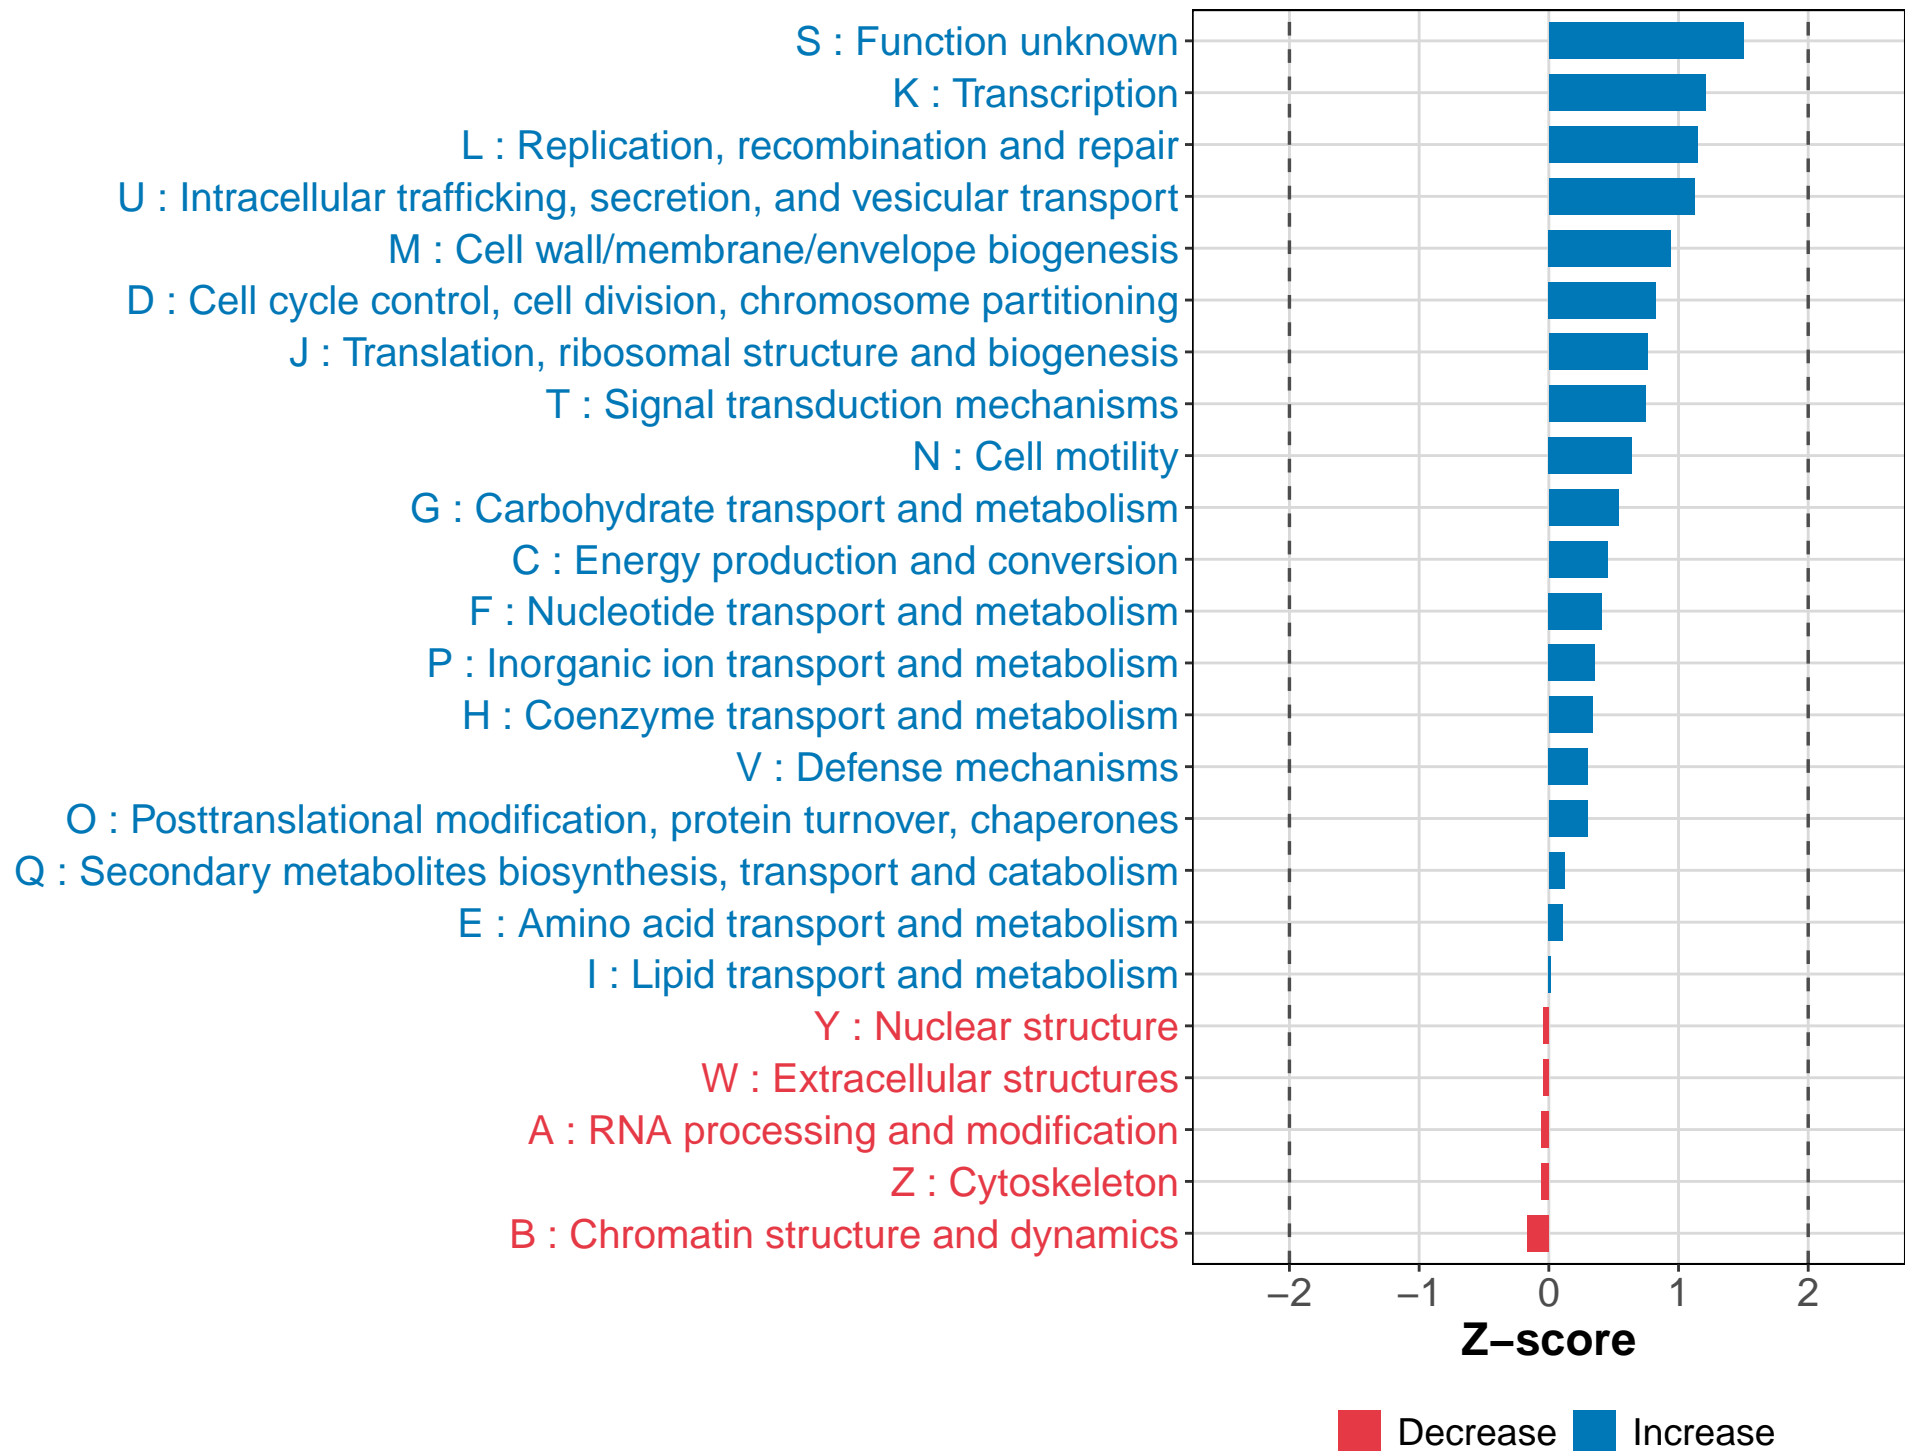 S : Function unknown
K : Transcription
L : Replication, recombination and repair
U : Intracellular trafficking, secretion, and vesicular transport
M : Cell wall/membrane/envelope biogenesis
D : Cell cycle control, cell division, chromosome partitioning
J : Translation, ribosomal structure and biogenesis
T : Signal transduction mechanisms
N : Cell motility
G : Carbohydrate transport and metabolism
C : Energy production and conversion
F : Nucleotide transport and metabolism
P : Inorganic ion transport and metabolism
H : Coenzyme transport and metabolism
V : Defense mechanisms
O : Posttranslational modification, protein turnover, chaperones
Q : Secondary metabolites biosynthesis, transport and catabolism
E : Amino acid transport and metabolism
I : Lipid transport and metabolism
Y : Nuclear structure
W : Extracellular structures
A : RNA processing and modification
Z : Cytoskeleton
B : Chromatin structure and dynamics
−2 −1 0 1 2
Z−score
Decrease Increase